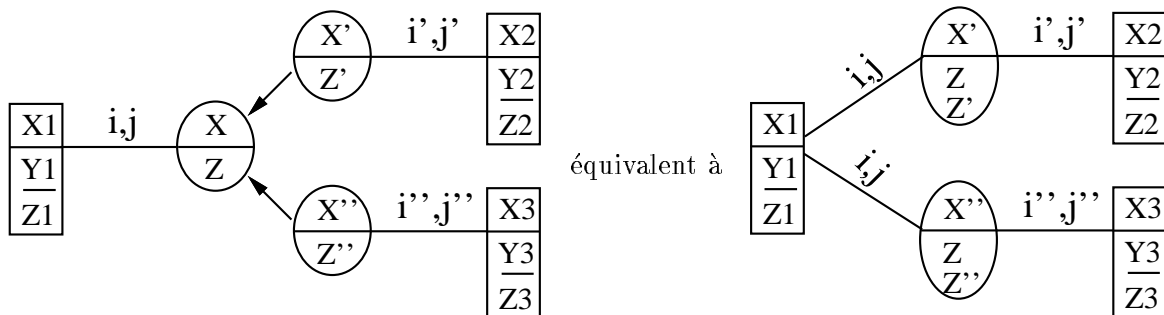 X'
i',j'
X2
Z'
Y2
Z2
X1
i,j
X
Z
Y1
Z1
X''
i'',j''
X3
Z''
Y3
Z3
équivalent à
X1
Y1
Z1
i,j
i,j
X'
i',j'
X2
Z
Z'
Y2
Z2
X''
i'',j''
X3
Z
Z''
Y3
Z3